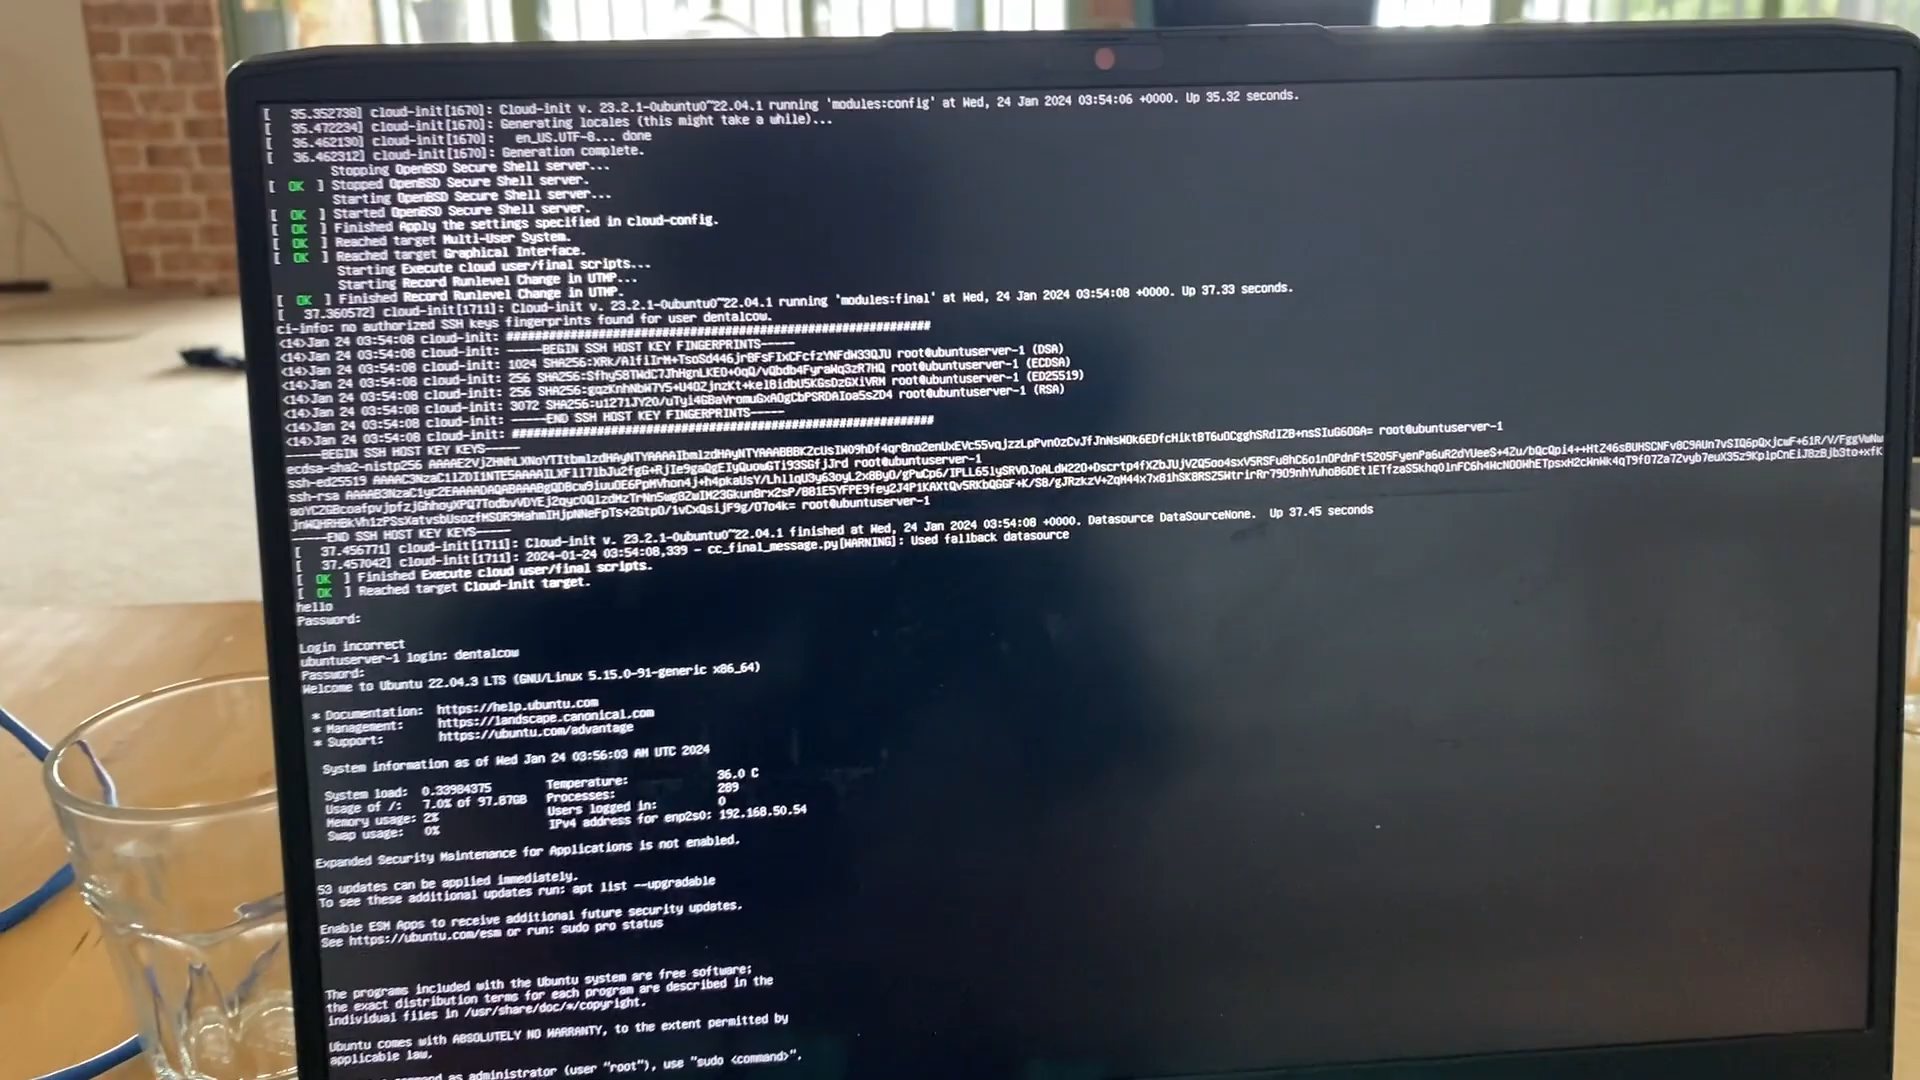 [   35.352738] cloud-init[1670]: Cloud-init v. 23.2.1-0ubuntu0~22.04.1 running 'modules:config' at Wed, 24 Jan 2024 03:54:06 +0000. Up 35.32 seconds.
[   35.472234] cloud-init[1670]: Generating locales (this might take a while)...
[   36.462130] cloud-init[1670]:   en_US.UTF-8... done
[   36.462312] cloud-init[1670]: Generation complete.
Stopping OpenBSD Secure Shell server...
[  OK  ] Stopped OpenBSD Secure Shell server.
Starting OpenBSD Secure Shell server...
[  OK  ] Started OpenBSD Secure Shell server.
[  OK  ] Finished Apply the settings specified in cloud-config.
[  OK  ] Reached target Multi-User System.
[  OK  ] Reached target Graphical Interface.
Starting Execute cloud user/final scripts...
Starting Record Runlevel Change in UTMP...
[  OK  ] Finished Record Runlevel Change in UTMP.
[   37.360572] cloud-init[1711]: Cloud-init v. 23.2.1-0ubuntu0~22.04.1 running 'modules:final' at Wed, 24 Jan 2024 03:54:08 +0000. Up 37.33 seconds.
ci-info: no authorized SSH keys fingerprints found for user dentalcow.
<14>Jan 24 03:54:08 cloud-init: #############################################################
<14>Jan 24 03:54:08 cloud-init: -----BEGIN SSH HOST KEY FINGERPRINTS-----
<14>Jan 24 03:54:08 cloud-init: 1024 root@ubuntuserver-1 (DSA)
<14>Jan 24 03:54:08 cloud-init: 256 root@ubuntuserver-1 (ECDSA)
<14>Jan 24 03:54:08 cloud-init: 256 root@ubuntuserver-1 (ED25519)
<14>Jan 24 03:54:08 cloud-init: 3072 root@ubuntuserver-1 (RSA)
<14>Jan 24 03:54:08 cloud-init: -----END SSH HOST KEY FINGERPRINTS-----
<14>Jan 24 03:54:08 cloud-init: #############################################################
-----BEGIN SSH HOST KEY KEYS-----
ecdsa-sha2-nistp256 root@ubuntuserver-1
ssh-ed25519 root@ubuntuserver-1
ssh-rsa
root@ubuntuserver-1
-----END SSH HOST KEY KEYS-----
[   37.456771] cloud-init[1711]: Cloud-init v. 23.2.1-0ubuntu0~22.04.1 finished at Wed, 24 Jan 2024 03:54:08 +0000. Datasource DataSourceNone.  Up 37.45 seconds
[   37.457042] cloud-init[1711]: 2024-01-24 03:54:08,339 - cc_final_message.py[WARNING]: Used fallback datasource
[  OK  ] Finished Execute cloud user/final scripts.
[  OK  ] Reached target Cloud-init target.
hello
Password:
Login incorrect
ubuntuserver-1 login: dentalcow
Password:
Welcome to Ubuntu 22.04.3 LTS (GNU/Linux 5.15.0-91-generic x86_64)
* Documentation:  https://help.ubuntu.com
* Management:     https://landscape.canonical.com
* Support:        https://ubuntu.com/advantage
System information as of Wed Jan 24 03:56:03 AM UTC 2024
System load:  0.33984375         Temperature:             36.0 C
Usage of /:   7.0% of 97.87GB    Processes:               289
Memory usage: 2%                 Users logged in:         0
Swap usage:   0%                 IPv4 address for enp2s0: 192.168.50.54
Expanded Security Maintenance for Applications is not enabled.
53 updates can be applied immediately.
To see these additional updates run: apt list --upgradable
Enable ESM Apps to receive additional future security updates.
See https://ubuntu.com/esm or run: sudo pro status
The programs included with the Ubuntu system are free software;
the exact distribution terms for each program are described in the
individual files in /usr/share/doc/*/copyright.
Ubuntu comes with ABSOLUTELY NO WARRANTY, to the extent permitted by
applicable law.
as administrator (user "root"), use "sudo <command>".